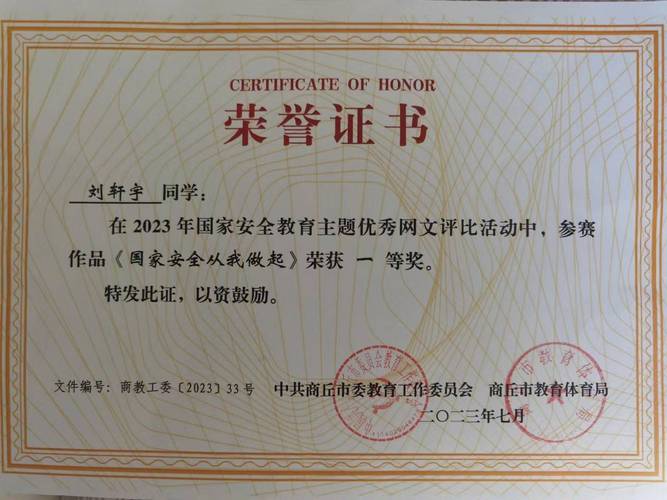 CERTIFICATE OF HONOR
荣誉证书
刘轩宇 同学：
在 2023 年国家安全教育主题优秀网文评比活动中，参赛
作品《国家安全从我做起》荣获 一 等奖。
特发此证，以资鼓励。
文件编号：商教工委〔2023〕33号 中共商丘市委教育工作委员会 商丘市教育体育局
二〇二三年七月